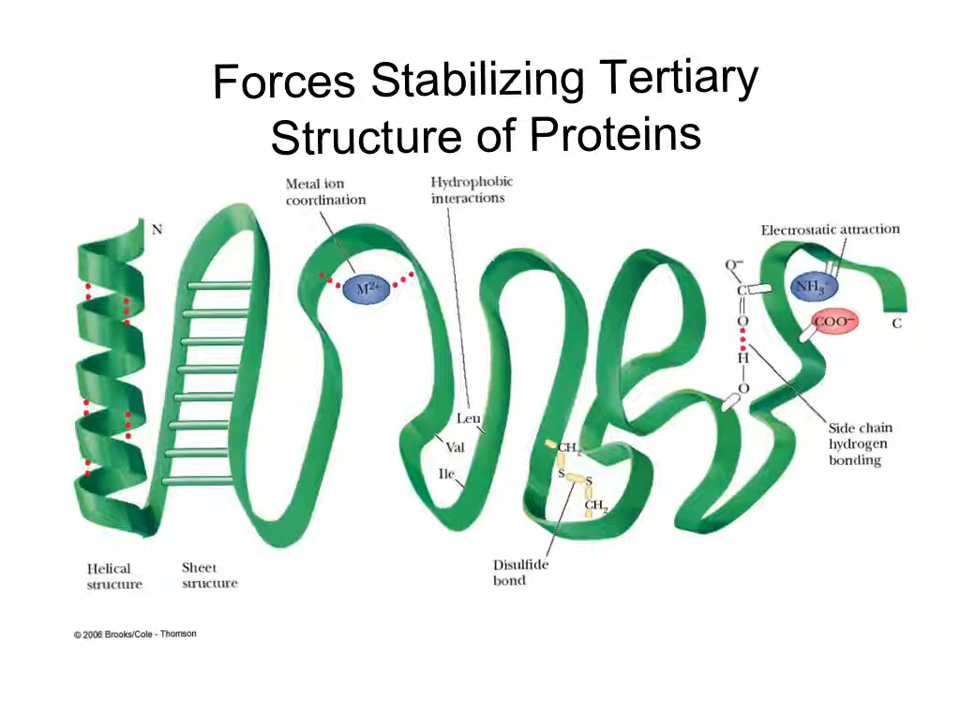 Forces Stabilizing Tertiary
Structure of Proteins
Metal ion
coordination
Hydrophobic
interactions
N
M²⁺
Electrostatic attraction
O⁻
C
O
H
O
NH₃⁺
COO⁻
C
Leu
Val
Ile
CH₂
S
S
CH₂
Side chain
hydrogen
bonding
Disulfide
bond
Helical
structure
Sheet
structure
© 2006 Brooks/Cole - Thomson